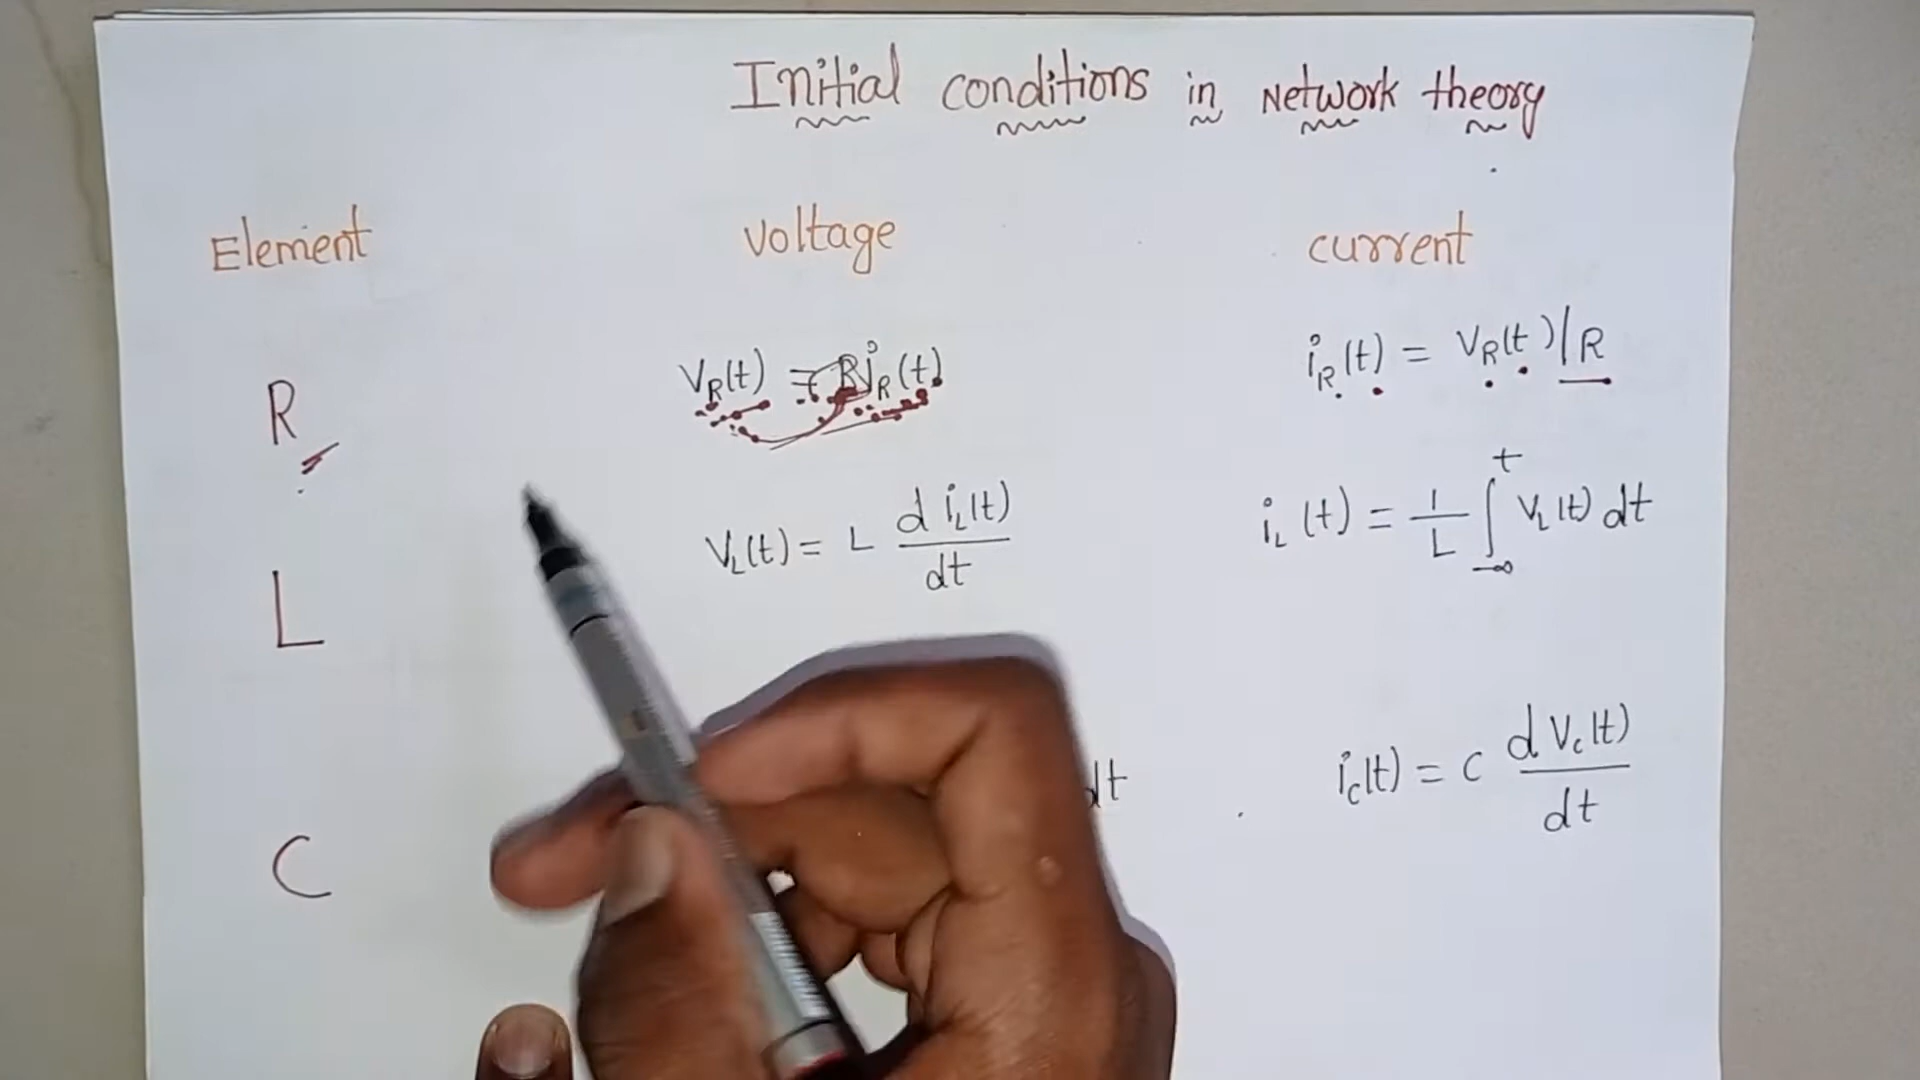 Initial conditions in Network theory
Element voltage current
R V_R(t) = R i_R(t) i_R(t) = V_R(t) | R
L V_L(t) = L d i_L(t) / dt i_L(t) = 1/L ∫_{-∞}^{t} V_L(t) dt
C dt i_c(t) = C d V_c(t) / dt